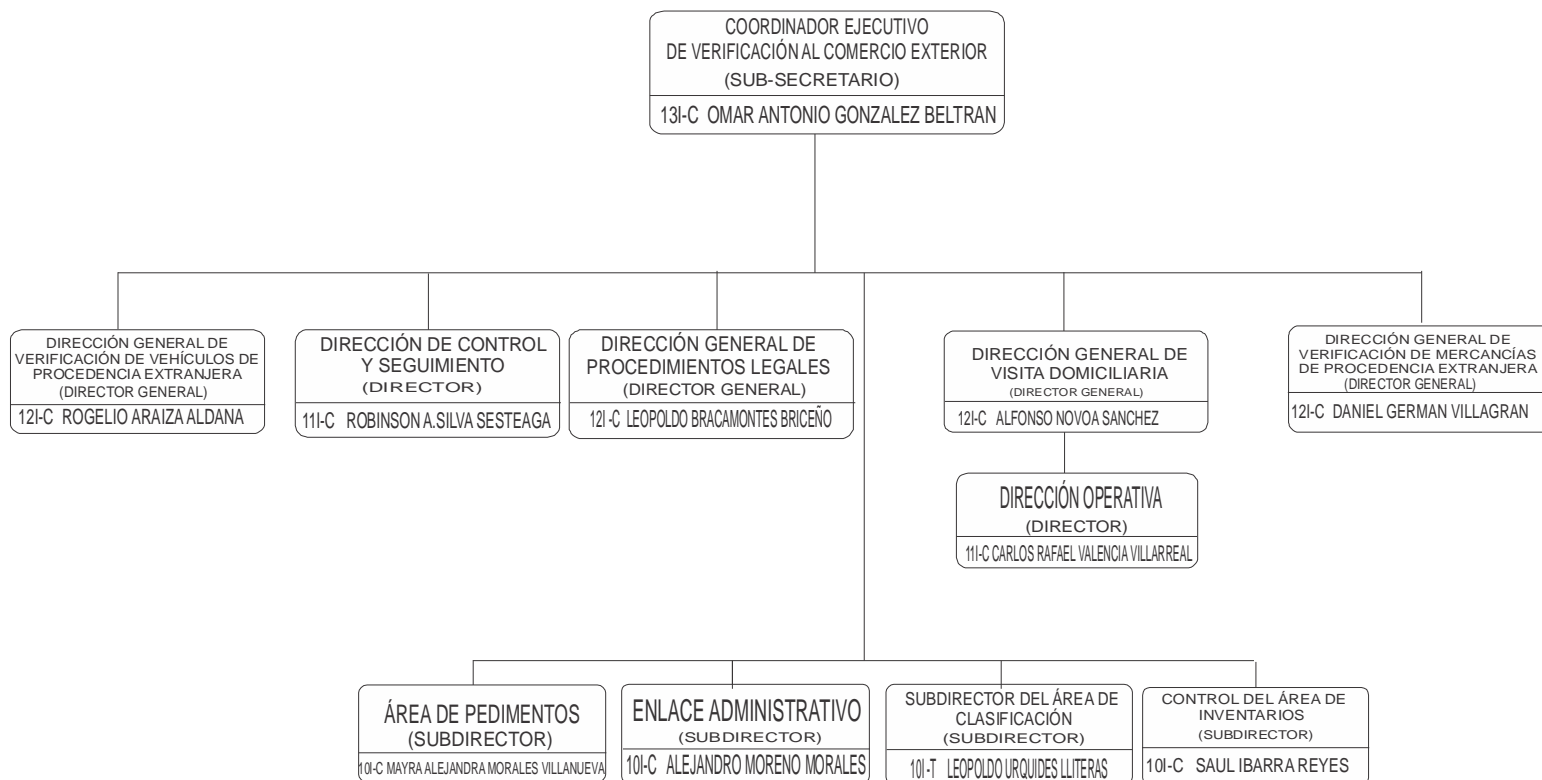 COORDINADOR EJECUTIVO
DE VERIFICACIÓN AL COMERCIO EXTERIOR
(SUB-SECRETARIO)
13I-C OMAR ANTONIO GONZALEZ BELTRAN
DIRECCIÓN GENERAL DE
VERIFICACIÓN DE VEHÍCULOS DE
PROCEDENCIA EXTRANJERA
(DIRECTOR GENERAL)
12I-C ROGELIO ARAIZA ALDANA
DIRECCIÓN DE CONTROL
Y SEGUIMIENTO
(DIRECTOR)
11I-C ROBINSON A.SILVA SESTEAGA
DIRECCIÓN GENERAL DE
PROCEDIMIENTOS LEGALES
(DIRECTOR GENERAL)
12I-C LEOPOLDO BRACAMONTES BRICEÑO
DIRECCIÓN GENERAL DE
VISITA DOMICILIARIA
(DIRECTOR GENERAL)
12I-C ALFONSO NOVOA SANCHEZ
DIRECCIÓN GENERAL DE
VERIFICACIÓN DE MERCANCÍAS
DE PROCEDENCIA EXTRANJERA
(DIRECTOR GENERAL)
12I-C DANIEL GERMAN VILLAGRAN
DIRECCIÓN OPERATIVA
(DIRECTOR)
11I-C CARLOS RAFAEL VALENCIA VILLARREAL
ÁREA DE PEDIMENTOS
(SUBDIRECTOR)
10I-C MAYRA ALEJANDRA MORALES VILLANUEVA
ENLACE ADMINISTRATIVO
(SUBDIRECTOR)
10I-C ALEJANDRO MORENO MORALES
SUBDIRECTOR DEL ÁREA DE
CLASIFICACIÓN
(SUBDIRECTOR)
10I-T LEOPOLDO URQUIDES LLITERAS
CONTROL DEL ÁREA DE
INVENTARIOS
(SUBDIRECTOR)
10I-C SAUL IBARRA REYES